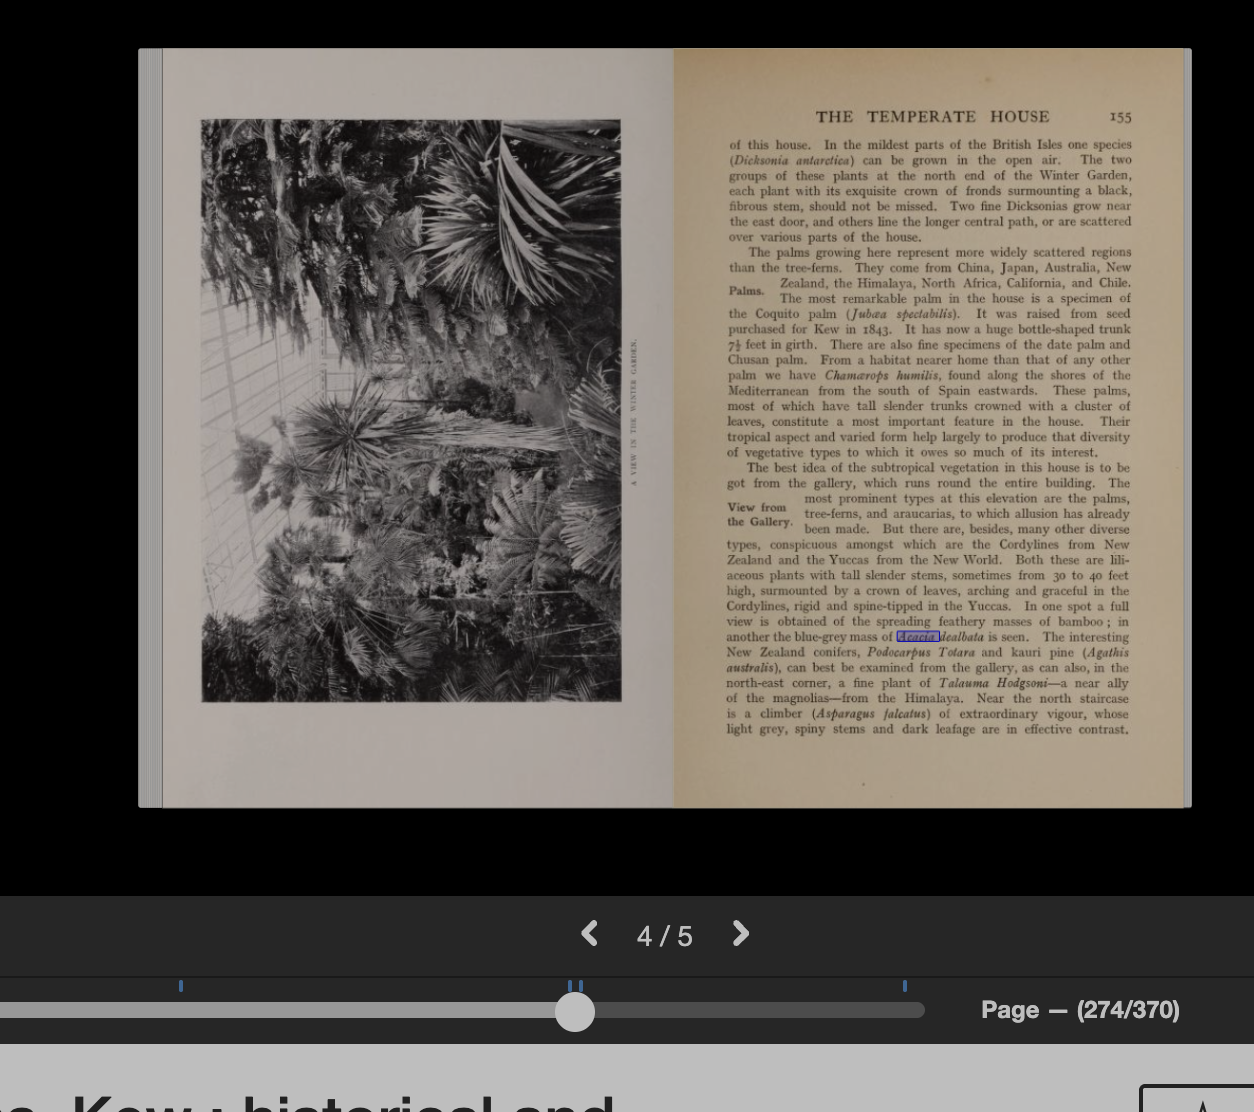 A VIEW IN THE WINTER GARDEN.
THE TEMPERATE HOUSE 155
of this house. In the mildest parts of the British Isles one species
(Dicksonia antarctica) can be grown in the open air. The two
groups of these plants at the north end of the Winter Garden,
each plant with its exquisite crown of fronds surmounting a black,
fibrous stem, should not be missed. Two fine Dicksonias grow near
the east door, and others line the longer central path, or are scattered
over various parts of the house.
The palms growing here represent more widely scattered regions
than the tree-ferns. They come from China, Japan, Australia, New
Palms. Zealand, the Himalaya, North Africa, California, and Chile.
The most remarkable palm in the house is a specimen of
the Coquito palm (Jubæa spectabilis). It was raised from seed
purchased for Kew in 1843. It has now a huge bottle-shaped trunk
7½ feet in girth. There are also fine specimens of the date palm and
Chusan palm. From a habitat nearer home than that of any other
palm we have Chamærops humilis, found along the shores of the
Mediterranean from the south of Spain eastwards. These palms,
most of which have tall slender trunks crowned with a cluster of
leaves, constitute a most important feature in the house. Their
tropical aspect and varied form help largely to produce that diversity
of vegetative types to which it owes so much of its interest.
The best idea of the subtropical vegetation in this house is to be
got from the gallery, which runs round the entire building. The
most prominent types at this elevation are the palms,
View from tree-ferns, and araucarias, to which allusion has already
the Gallery. been made. But there are, besides, many other diverse
types, conspicuous amongst which are the Cordylines from New
Zealand and the Yuccas from the New World. Both these are lili-
aceous plants with tall slender stems, sometimes from 30 to 40 feet
high, surmounted by a crown of leaves, arching and graceful in the
Cordylines, rigid and spine-tipped in the Yuccas. In one spot a full
view is obtained of the spreading feathery masses of bamboo; in
another the blue-grey mass of Acacia dealbata is seen. The interesting
New Zealand conifers, Podocarpus Totara and kauri pine (Agathis
australis), can best be examined from the gallery, as can also, in the
north-east corner, a fine plant of Talauma Hodgsoni—a near ally
of the magnolias—from the Himalaya. Near the north staircase
is a climber (Asparagus falcatus) of extraordinary vigour, whose
light grey, spiny stems and dark leafage are in effective contrast.
4 / 5
Page — (274/370)
Kew : historical and